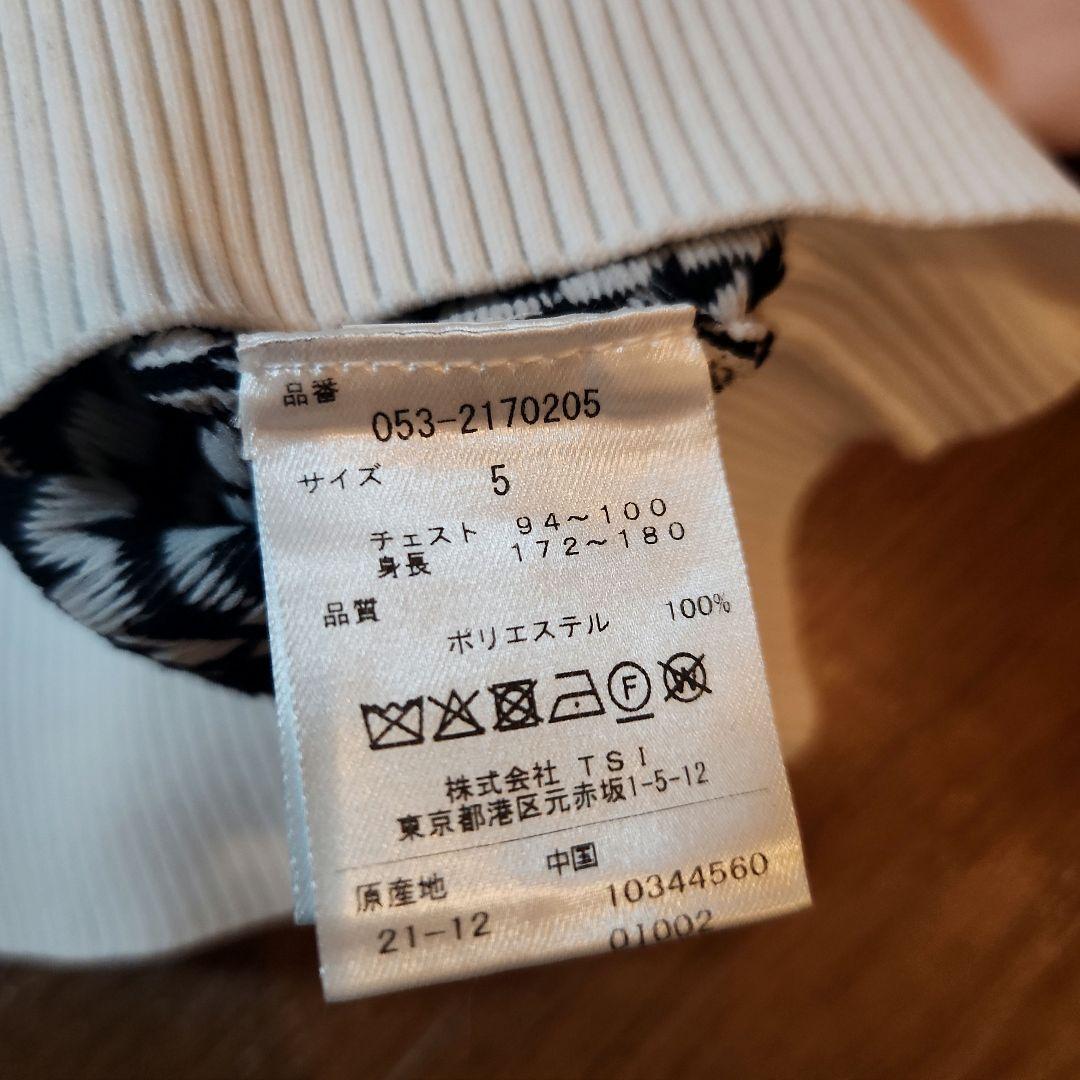 品番
053-2170205
サイズ 5
チェスト 94~100
身長 172~180
品質
ポリエステル 100%
F
W
株式会社 TSI
東京都港区元赤坂1-5-12
中国
原産地 10344560
21-12 01002